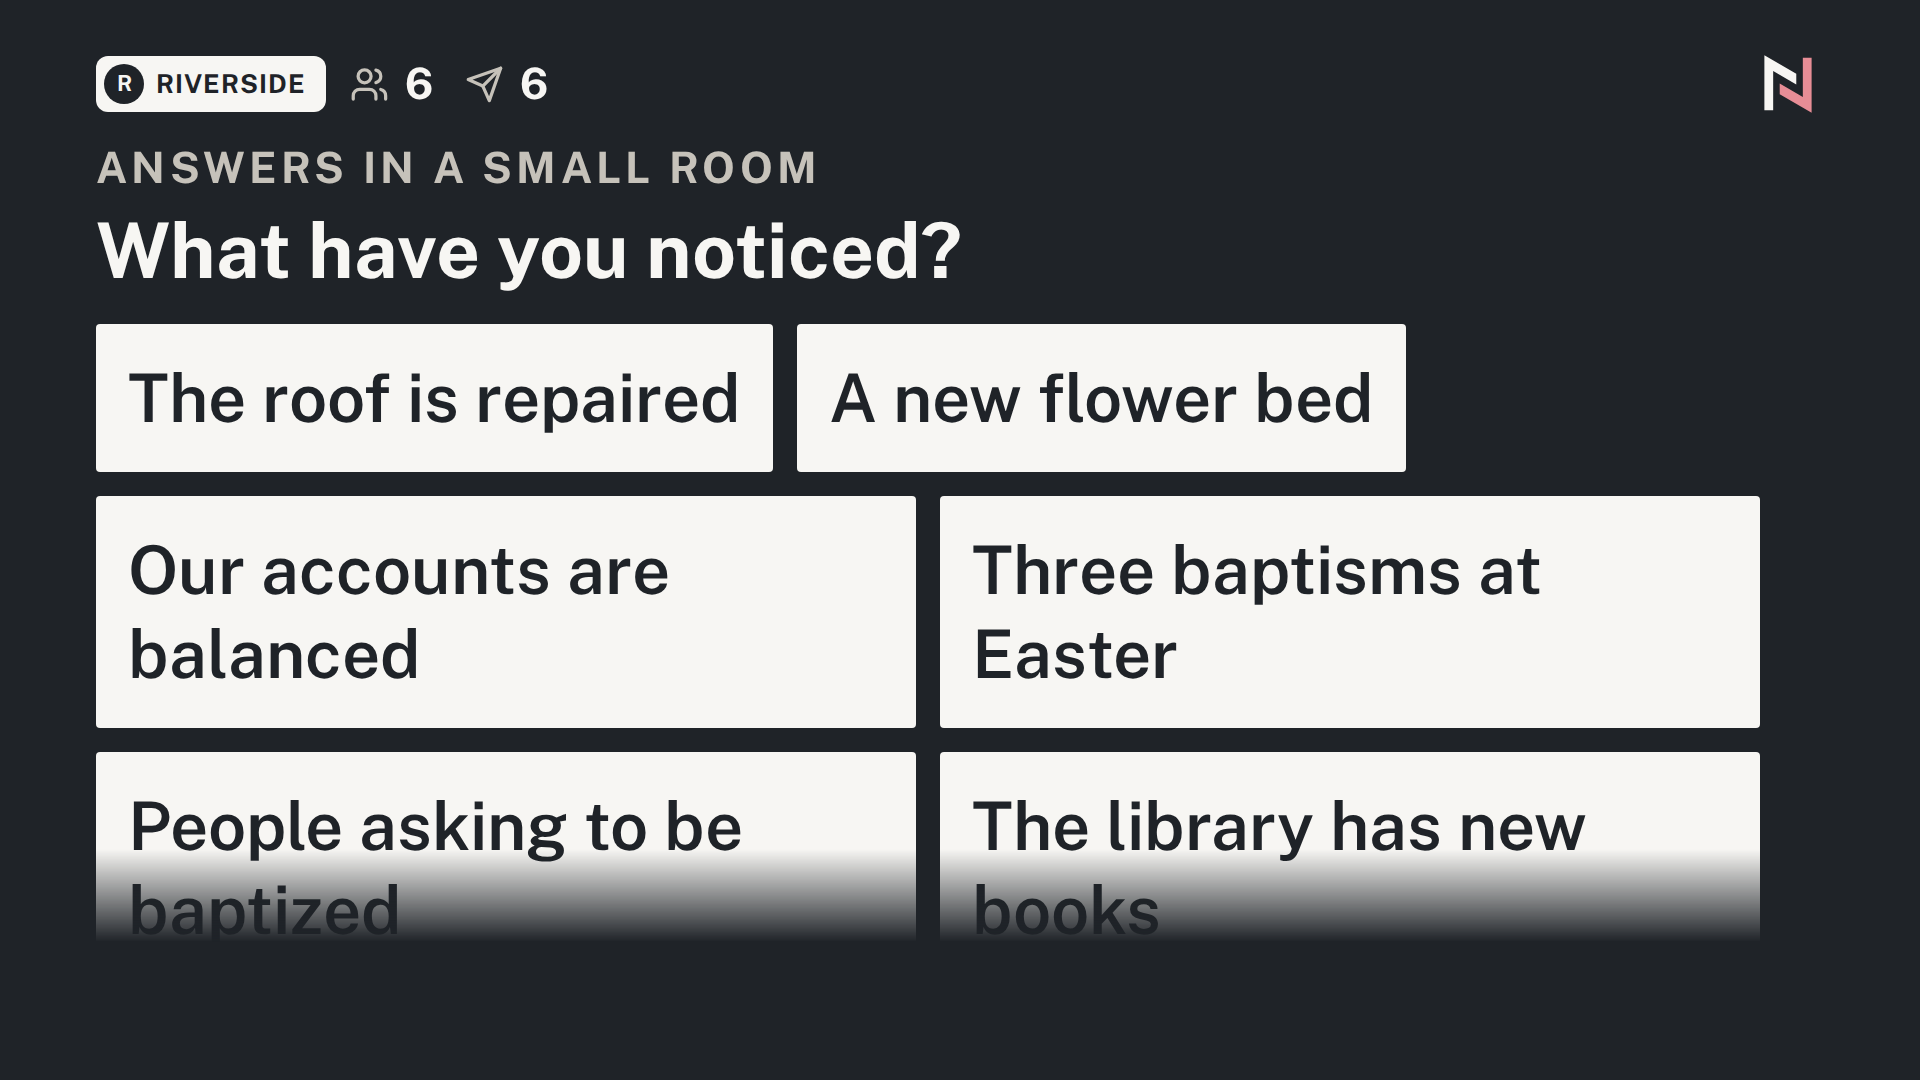 R RIVERSIDE 6 6
ANSWERS IN A SMALL ROOM
What have you noticed?
The roof is repaired
A new flower bed
Our accounts are
balanced
Three baptisms at
Easter
People asking to be
baptized
The library has new
books